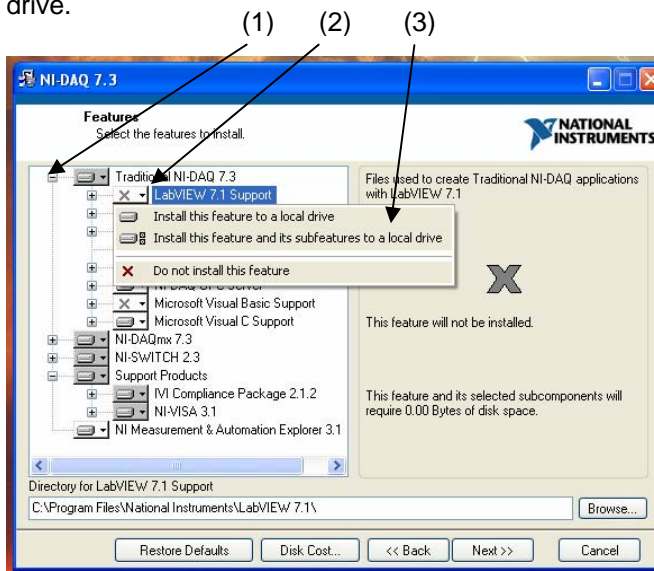 drive.
(1) (2) (3)
NI-DAQ 7.3
Features
Select the features to install.
NATIONAL
INSTRUMENTS
Traditional NI-DAQ 7.3
LabVIEW 7.1 Support
Install this feature to a local drive
Install this feature and its subfeatures to a local drive
Do not install this feature
Microsoft Visual Basic Support
Microsoft Visual C Support
NI-DAQmx 7.3
NI-SWITCH 2.3
Support Products
IVI Compliance Package 2.1.2
NI-VISA 3.1
NI Measurement & Automation Explorer 3.1
Files used to create Traditional NI-DAQ applications
with LabVIEW 7.1
This feature will not be installed.
This feature and its selected subcomponents will
require 0.00 Bytes of disk space.
Directory for LabVIEW 7.1 Support
C:\Program Files\National Instruments\LabVIEW 7.1\
Browse...
Restore Defaults
Disk Cost...
<< Back
Next >>
Cancel